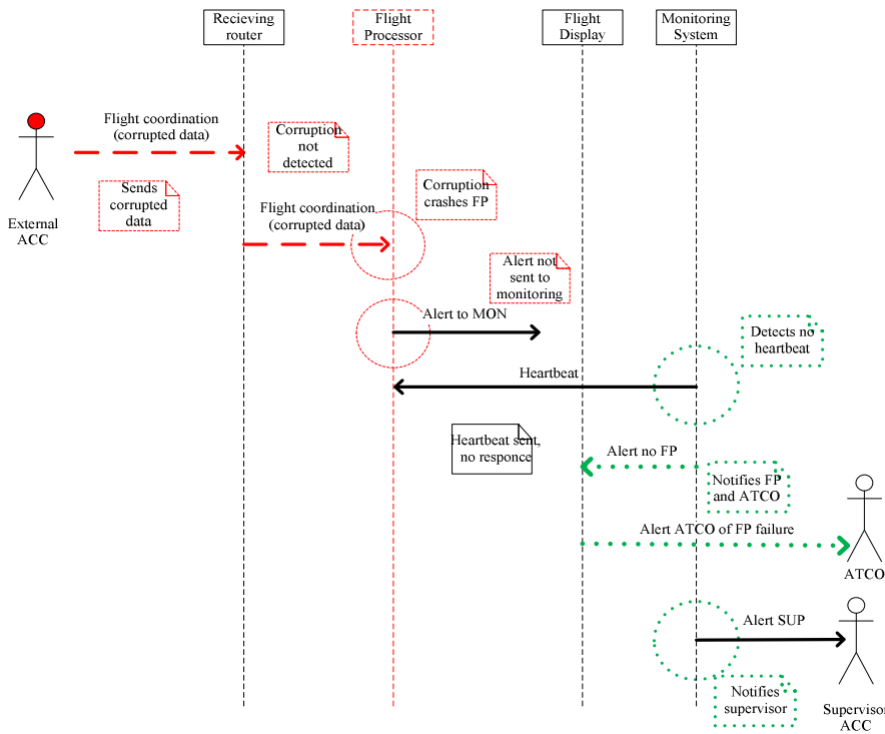 Recieving
router
Flight
Processor
Flight
Display
Monitoring
System
Flight coordination
(corrupted data)
Corruption
not
detected
Sends
corrupted
data
External
ACC
Corruption
crashes FP
Flight coordination
(corrupted data)
Alert not
sent to
monitoring
Alert to MON
Detects no
heartbeat
Heartbeat
Heartbeat sent,
no responce
Alert no FP
Notifies FP
and ATCO
Alert ATCO of FP failure
ATCO
Alert SUP
Notifies
supervisor
Supervisor
ACC